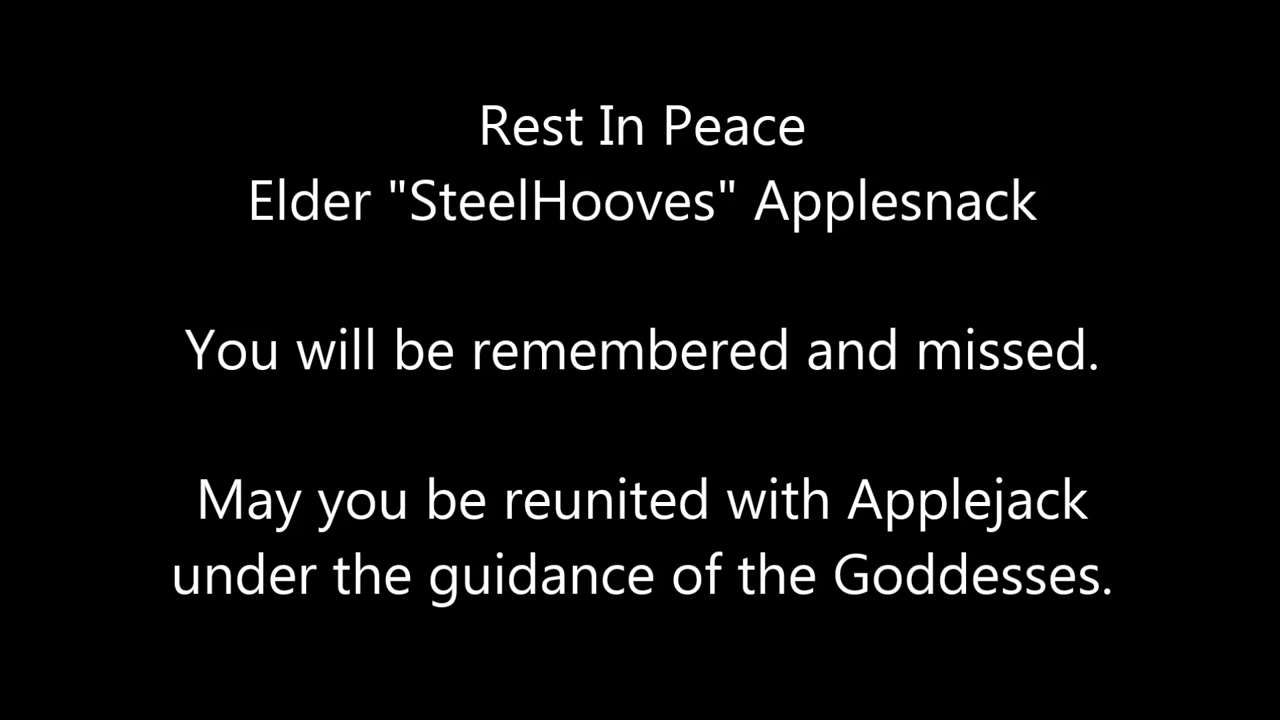 Rest In Peace
Elder "SteelHooves" Applesnack
You will be remembered and missed.
May you be reunited with Applejack
under the guidance of the Goddesses.